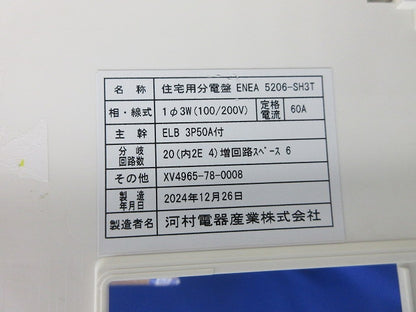 名称 住宅用分電盤 ENEA 5206-SH3T
相・線式 1φ3W(100/200V) 定格電流 60A
主幹 ELB 3P50A付
分岐回路数 20(内2E 4)増回路スペース 6
その他 XV4965-78-0008
製造年月日 2024年12月26日
製造者名 河村電器産業株式会社